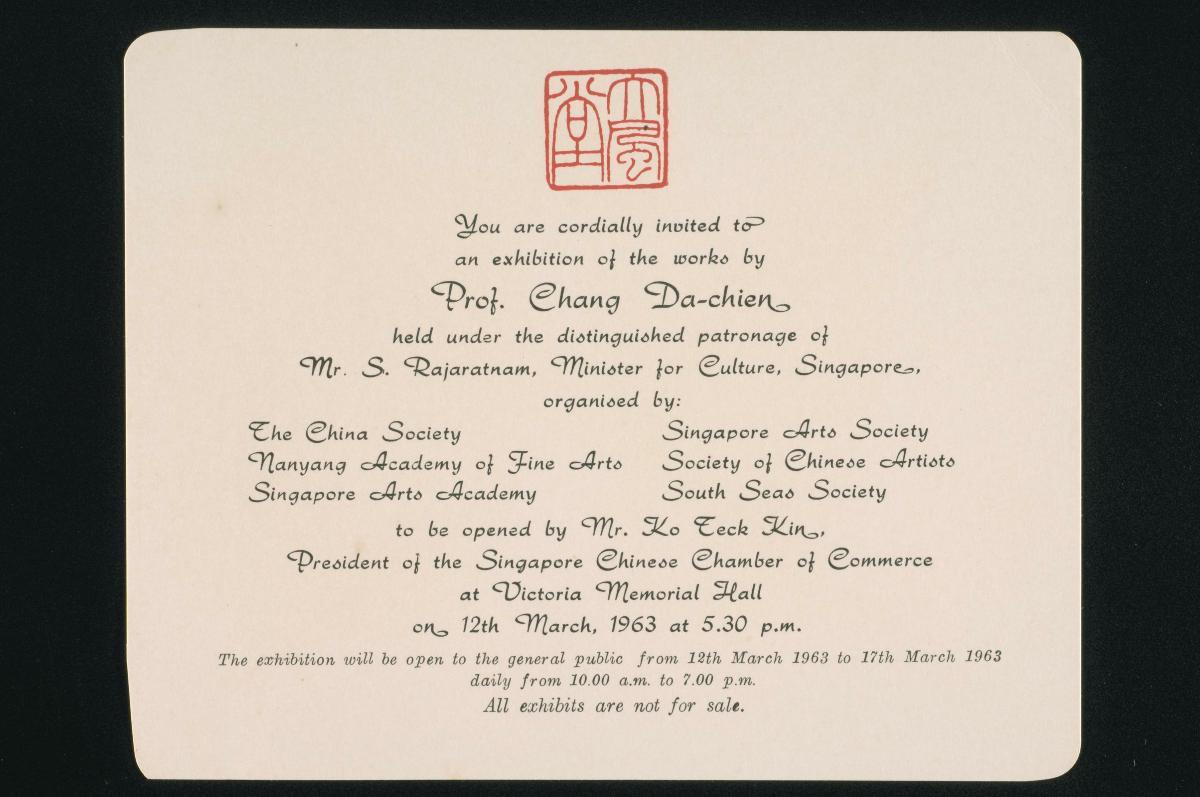 大風堂
You are cordially invited to
an exhibition of the works by
Prof. Chang Da-chien
held under the distinguished patronage of
Mr. S. Rajaratnam, Minister for Culture, Singapore,
organised by:
The China Society
Nanyang Academy of Fine Arts
Singapore Arts Academy
Singapore Arts Society
Society of Chinese Artists
South Seas Society
to be opened by Mr. Ko Teck Kin,
President of the Singapore Chinese Chamber of Commerce
at Victoria Memorial Hall
on 12th March, 1963 at 5.30 p.m.
The exhibition will be open to the general public from 12th March 1963 to 17th March 1963
daily from 10.00 a.m. to 7.00 p.m.
All exhibits are not for sale.